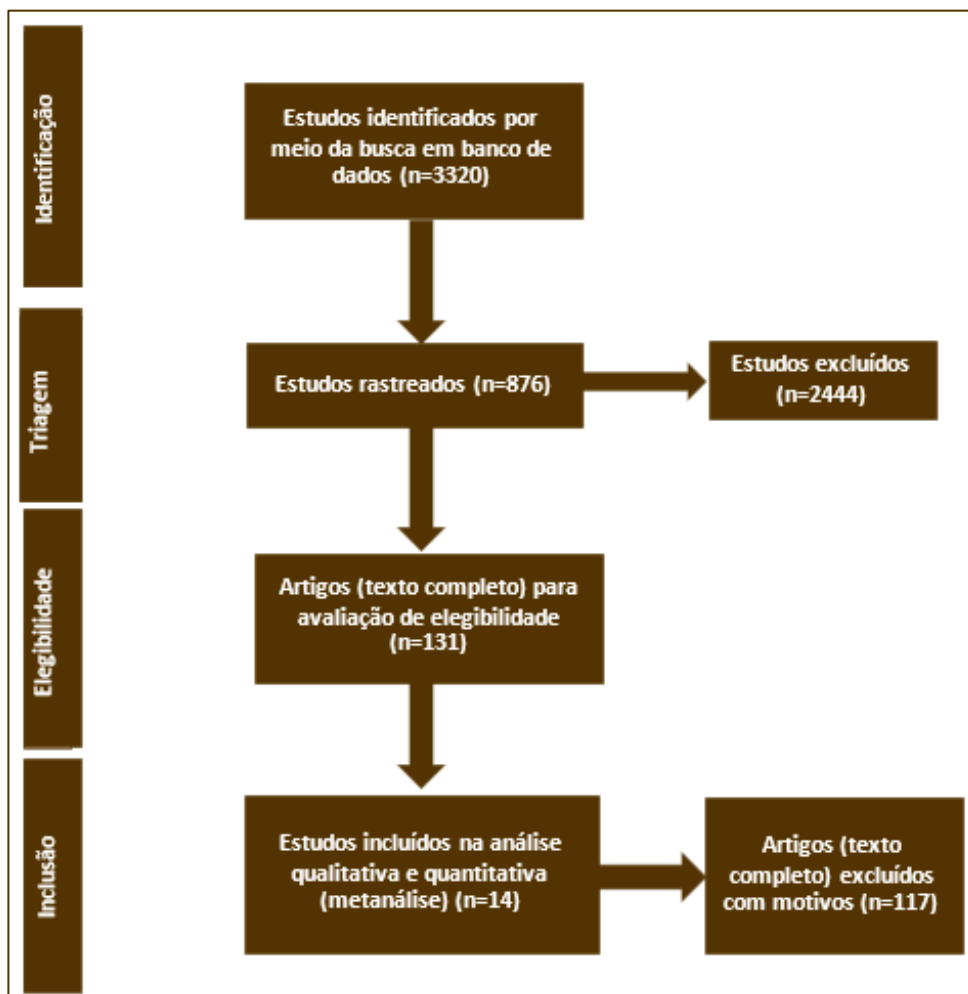 Identificação
Estudos identificados por
meio da busca em banco de
dados (n=3320)
Triagem
Estudos rastreados (n=876)
Estudos excluídos
(n=2444)
Elegibilidade
Artigos (texto completo) para
avaliação de elegibilidade
(n=131)
Inclusão
Estudos incluídos na análise
qualitativa e quantitativa
(metanálise) (n=14)
Artigos (texto
completo) excluídos
com motivos (n=117)